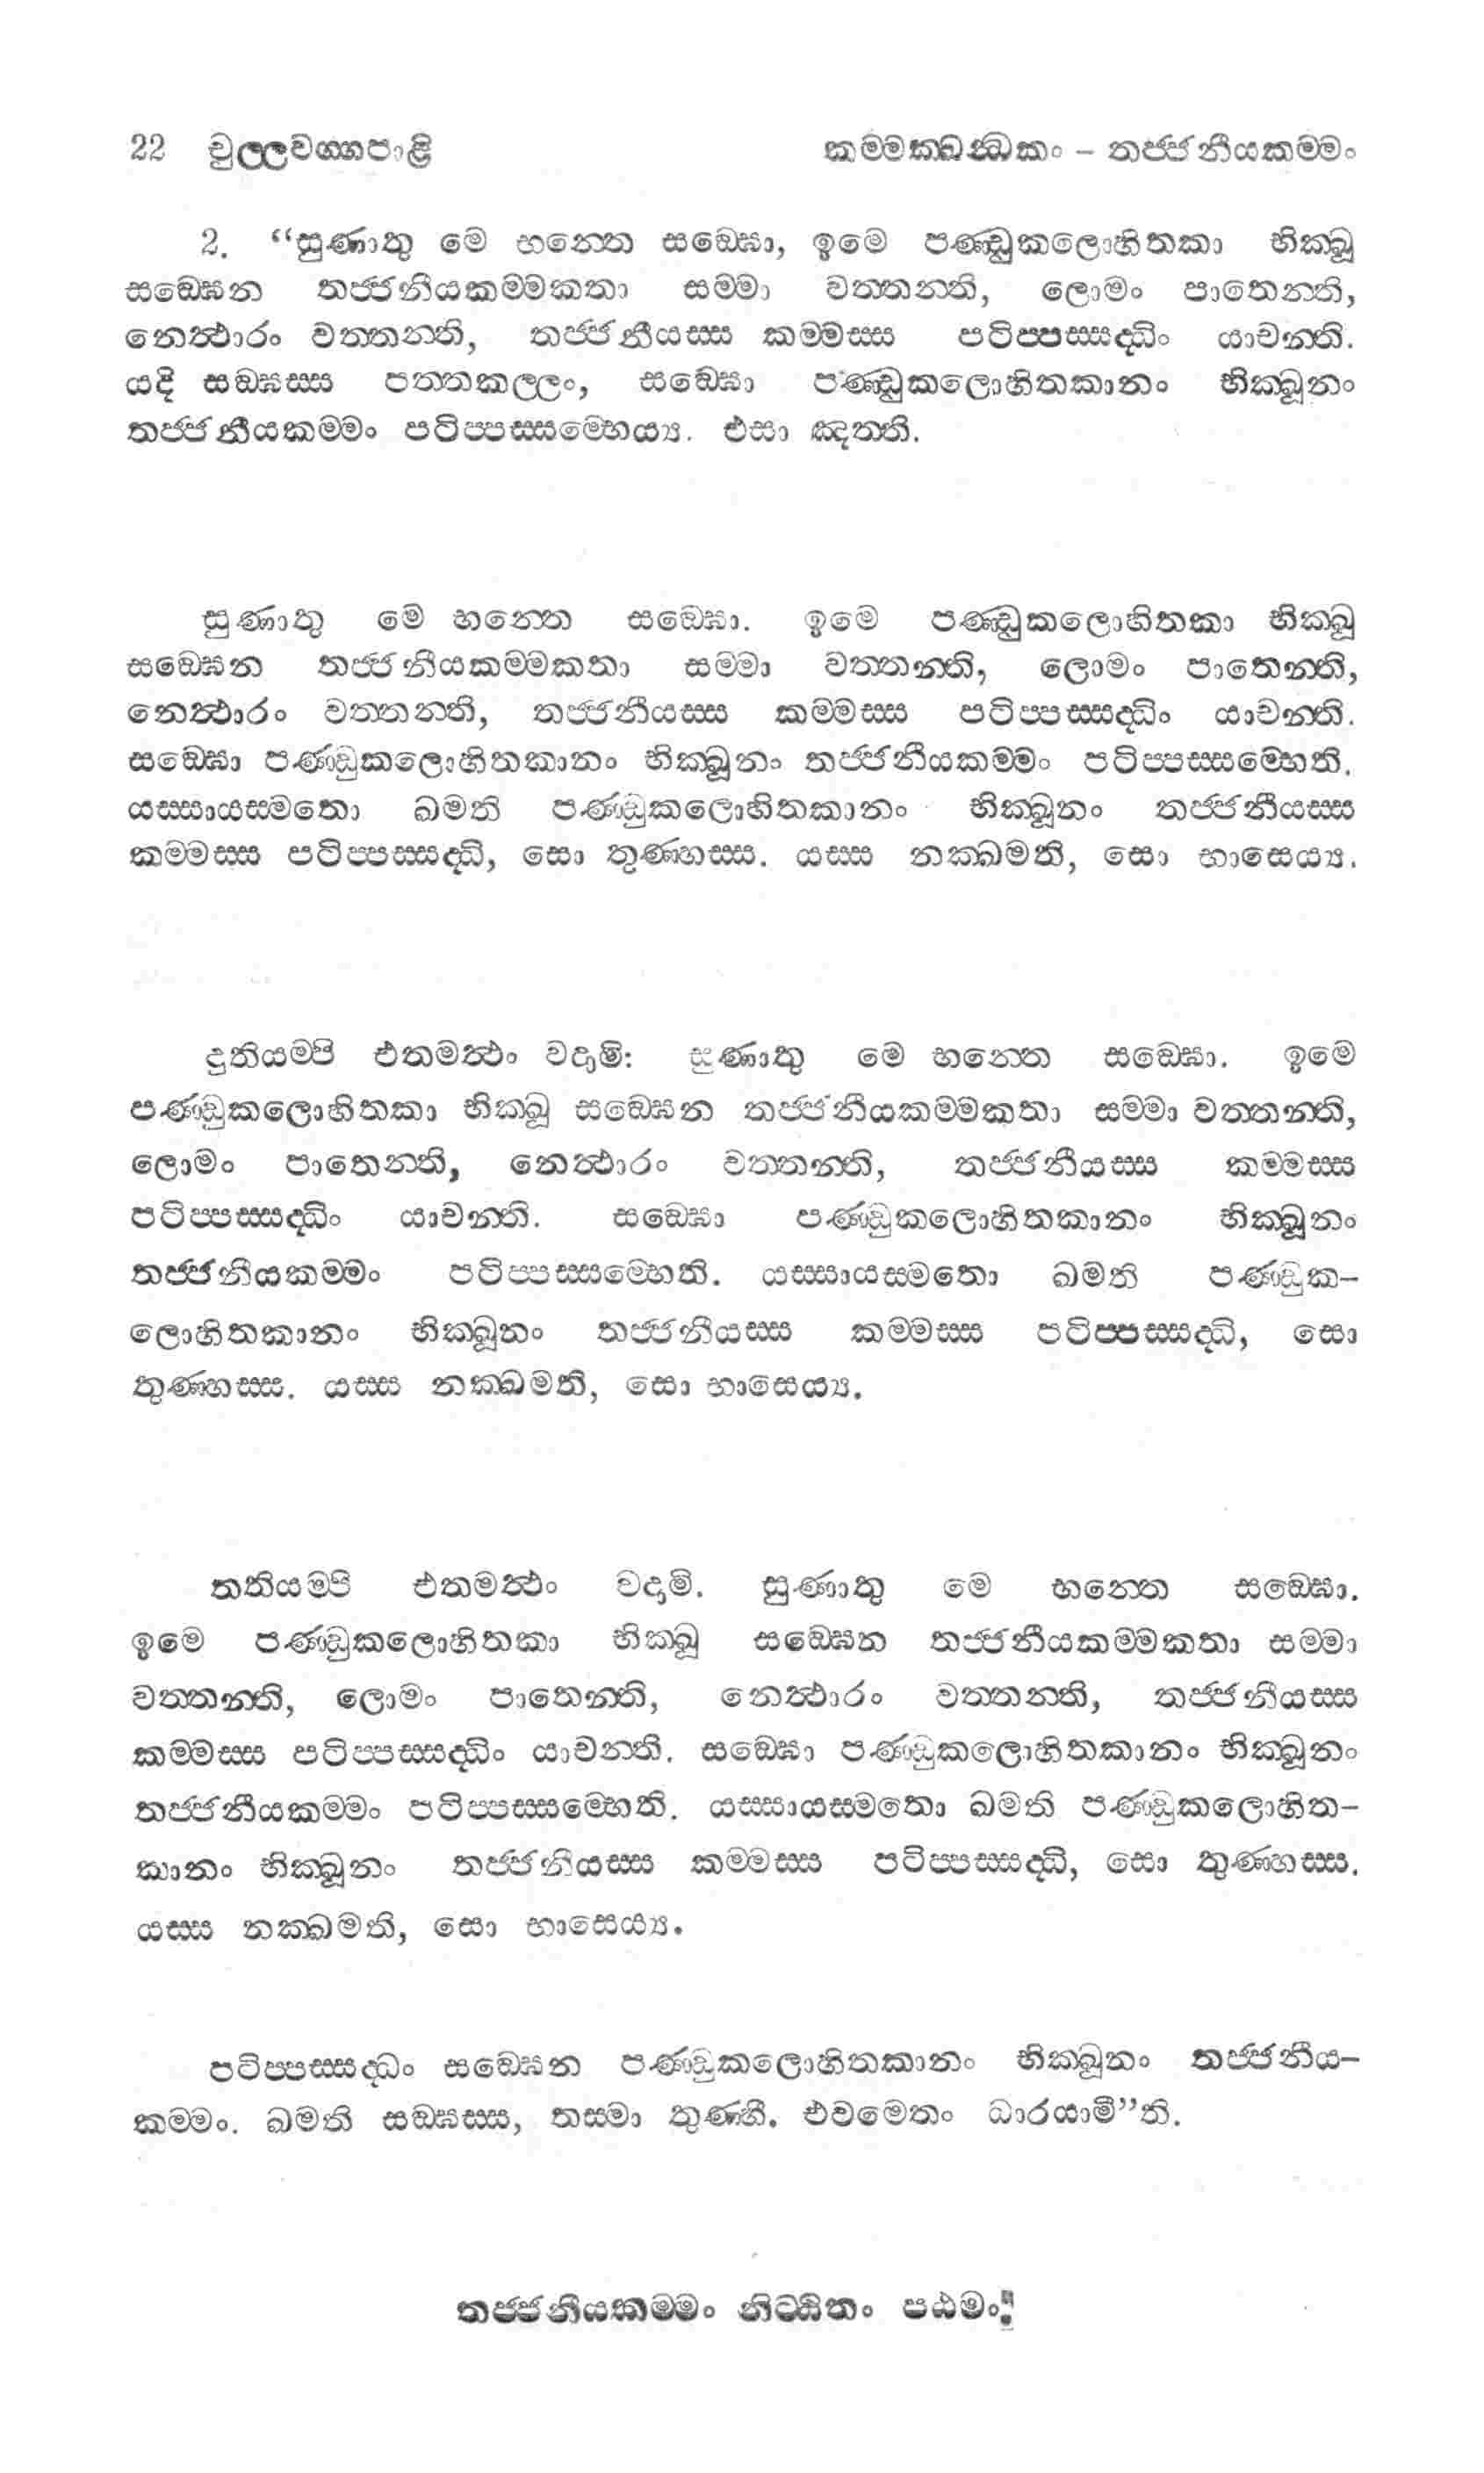 22 චුල්ලවග්ගපාළි කම්මක්ඛන්ධකං – තජ්ජනීයකම්මං
2. “සුණාතු මෙ භන්තෙ සඞ්ඝො, ඉමෙ පණ්ඩුකලොහිතකා භික්ඛූ
සඞ්ඝෙන තජ්ජනීයකම්මකතා සම්මා වත්තන්ති, ලොමං පාතෙන්ති,
නෙත්ථාරං වත්තන්ති, තජ්ජනීයස්ස කම්මස්ස පටිප්පස්සද්ධිං යාචන්ති.
යදි සඞ්ඝස්ස පත්තකල්ලං, සඞ්ඝො පණ්ඩුකලොහිතකානං භික්ඛූනං
තජ්ජනීයකම්මං පටිප්පස්සම්භෙය්‍ය. එසා ඤත්ති.
සුණාතු මෙ භන්තෙ සඞ්ඝො. ඉමෙ පණ්ඩුකලොහිතකා භික්ඛූ
සඞ්ඝෙන තජ්ජනීයකම්මකතා සම්මා වත්තන්ති, ලොමං පාතෙන්ති,
නෙත්ථාරං වත්තන්ති, තජ්ජනීයස්ස කම්මස්ස පටිප්පස්සද්ධිං යාචන්ති.
සඞ්ඝො පණ්ඩුකලොහිතකානං භික්ඛූනං තජ්ජනීයකම්මං පටිප්පස්සම්භෙති.
යස්සායස්මතො ඛමති පණ්ඩුකලොහිතකානං භික්ඛූනං තජ්ජනීයස්ස
කම්මස්ස පටිප්පස්සද්ධි, සො තුණ්හස්ස. යස්ස නක්ඛමති, සො භාසෙය්‍ය.
දුතියම්පි එතමත්ථං වදාමි: සුණාතු මෙ භන්තෙ සඞ්ඝො. ඉමෙ
පණ්ඩුකලොහිතකා භික්ඛූ සඞ්ඝෙන තජ්ජනීයකම්මකතා සම්මා වත්තන්ති,
ලොමං පාතෙන්ති, නෙත්ථාරං වත්තන්ති, තජ්ජනීයස්ස කම්මස්ස
පටිප්පස්සද්ධිං යාචන්ති. සඞ්ඝො පණ්ඩුකලොහිතකානං භික්ඛූනං
තජ්ජනීයකම්මං පටිප්පස්සම්භෙති. යස්සායස්මතො ඛමති පණ්ඩුක-
ලොහිතකානං භික්ඛූනං තජ්ජනීයස්ස කම්මස්ස පටිප්පස්සද්ධි, සො
තුණ්හස්ස. යස්ස නක්ඛමති, සො භාසෙය්‍ය.
තතියම්පි එතමත්ථං වදාමි. සුණාතු මෙ භන්තෙ සඞ්ඝො.
ඉමෙ පණ්ඩුකලොහිතකා භික්ඛූ සඞ්ඝෙන තජ්ජනීයකම්මකතා සම්මා
වත්තන්ති, ලොමං පාතෙන්ති, නෙත්ථාරං වත්තන්ති, තජ්ජනීයස්ස
කම්මස්ස පටිප්පස්සද්ධිං යාචන්ති. සඞ්ඝො පණ්ඩුකලොහිතකානං භික්ඛූනං
තජ්ජනීයකම්මං පටිප්පස්සම්භෙති. යස්සායස්මතො ඛමති පණ්ඩුකලොහිත-
කානං භික්ඛූනං තජ්ජනීයස්ස කම්මස්ස පටිප්පස්සද්ධි, සො තුණ්හස්ස.
යස්ස නක්ඛමති, සො භාසෙය්‍ය.
පටිප්පස්සද්ධං සඞ්ඝෙන පණ්ඩුකලොහිතකානං භික්ඛූනං තජ්ජනීය-
කම්මං. ඛමති සඞ්ඝස්ස, තස්මා තුණ්හී. එවමෙතං ධාරයාමී”ති.
තජ්ජනීයකම්මං නිට්ඨිතං පඨමං.